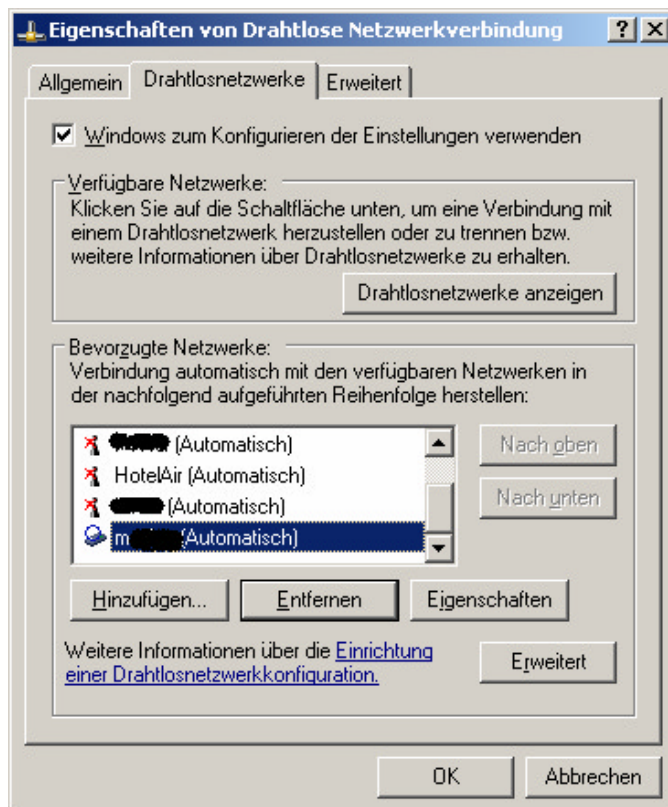 Eigenschaften von Drahtlose Netzwerkverbindung
Allgemein Drahtlosnetzwerke Erweitert
Windows zum Konfigurieren der Einstellungen verwenden
Verfügbare Netzwerke:
Klicken Sie auf die Schaltfläche unten, um eine Verbindung mit
einem Drahtlosnetzwerk herzustellen oder zu trennen bzw.
weitere Informationen über Drahtlosnetzwerke zu erhalten.
Drahtlosnetzwerke anzeigen
Bevorzugte Netzwerke:
Verbindung automatisch mit den verfügbaren Netzwerken in
der nachfolgend aufgeführten Reihenfolge herstellen:
(Automatisch)
HotelAir (Automatisch)
(Automatisch)
(Automatisch)
Nach oben
Nach unten
Hinzufügen... Entfernen Eigenschaften
Weitere Informationen über die Einrichtung
einer Drahtlosnetzwerkkonfiguration.
Erweitert
OK Abbrechen